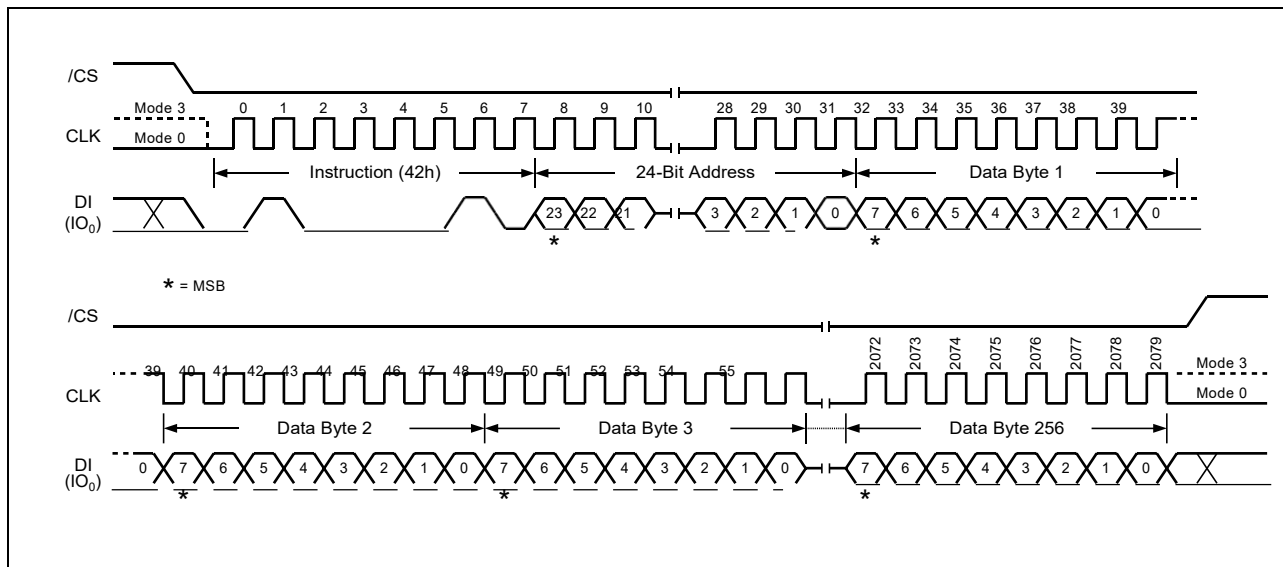 /CS
Mode 3 0 1 2 3 4 5 6 7 8 9 10 28 29 30 31 32 33 34 35 36 37 38 39
CLK Mode 0
Instruction (42h) 24-Bit Address Data Byte 1
DI
(IO0) 23 22 21 3 2 1 0 7 6 5 4 3 2 1 0
* *
* = MSB
/CS
2072 2073 2074 2075 2076 2077 2078 2079
39 40 41 42 43 44 45 46 47 48 49 50 51 52 53 54 55 Mode 3
CLK Mode 0
Data Byte 2 Data Byte 3 Data Byte 256
DI
(IO0) 0 7 6 5 4 3 2 1 0 7 6 5 4 3 2 1 0 7 6 5 4 3 2 1 0
* * *